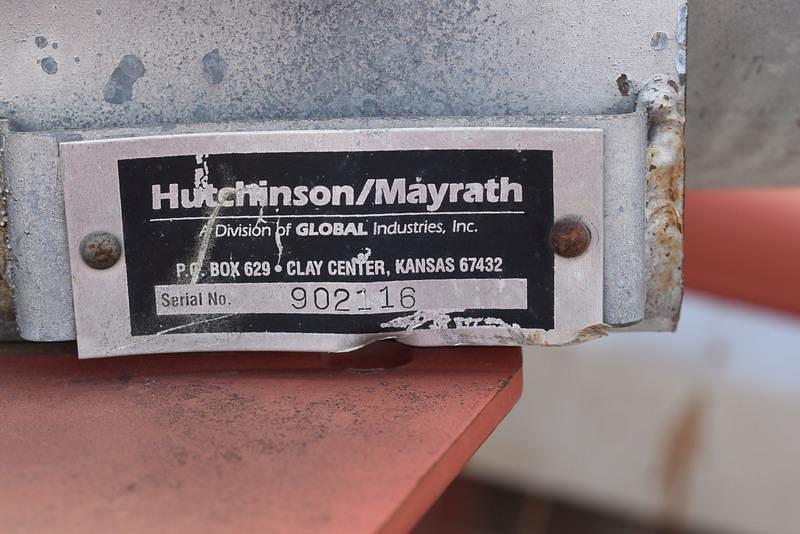 Hutchinson/Mayrath
A Division of GLOBAL Industries, Inc.
P.O. BOX 629 • CLAY CENTER, KANSAS 67432
Serial No. 902116